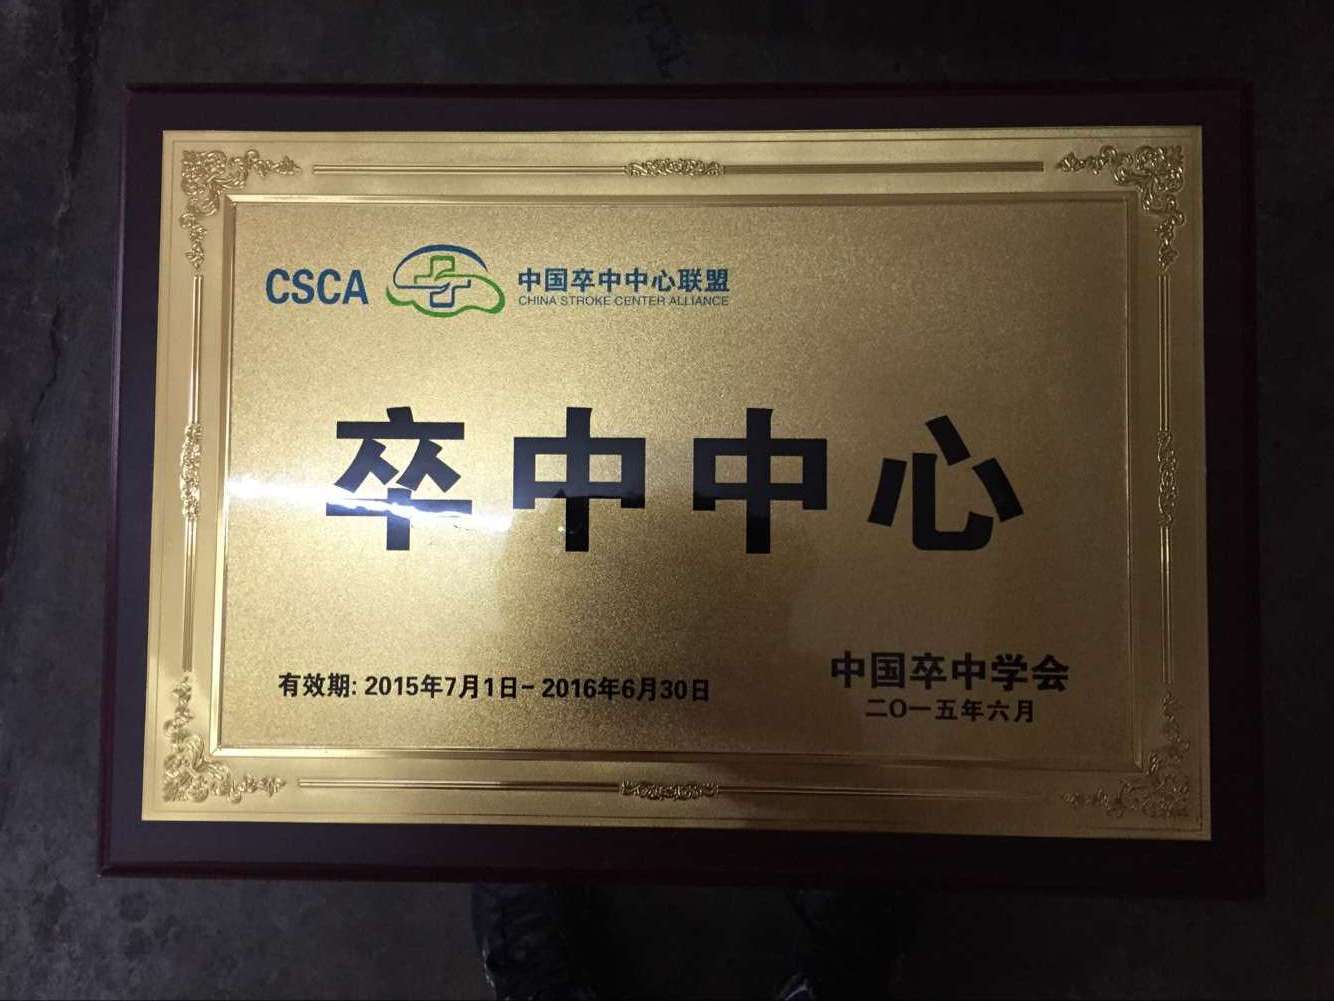 CSCA 中国卒中中心联盟
CHINA STROKE CENTER ALLIANCE
卒中中心
有效期: 2015年7月1日- 2016年6月30日
中国卒中学会
二〇一五年六月